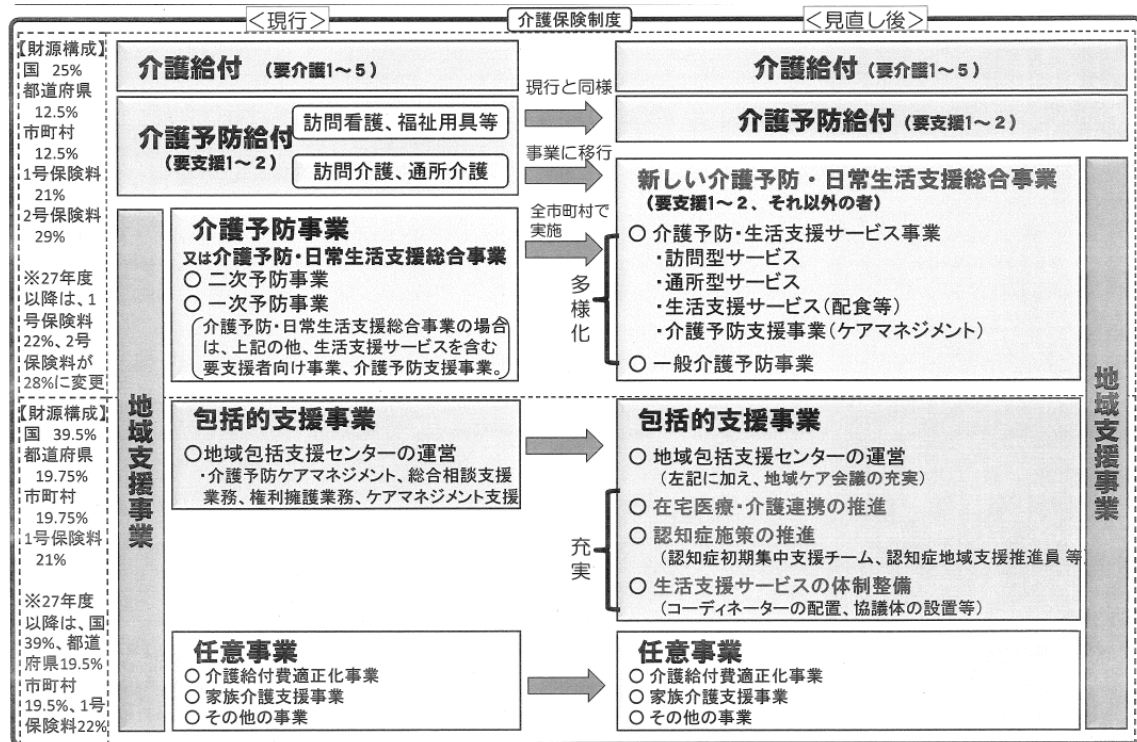 介護保険制度
＜現行＞
＜見直し後＞
【財源構成】
国 25%
都道府県
12.5%
市町村
12.5%
1号保険料
21%
2号保険料
29%
※27年度
以降は、1
号保険料
22%、2号
保険料が
28%に変更
【財源構成】
国 39.5%
都道府県
19.75%
市町村
19.75%
1号保険料
21%
※27年度
以降は、国
39%、都道
府県19.5%
市町村
19.5%、1号
保険料22%
介護給付 （要介護1～5）
介護予防給付
（要支援1～2）
訪問看護、福祉用具等
訪問介護、通所介護
地域支援事業
介護予防事業
又は介護予防・日常生活支援総合事業
○ 二次予防事業
○ 一次予防事業
介護予防・日常生活支援総合事業の場合
は、上記の他、生活支援サービスを含む
要支援者向け事業、介護予防支援事業。
包括的支援事業
○地域包括支援センターの運営
・介護予防ケアマネジメント、総合相談支援
業務、権利擁護業務、ケアマネジメント支援
任意事業
○ 介護給付費適正化事業
○ 家族介護支援事業
○ その他の事業
現行と同様
事業に移行
全市町村で
実施
多様化
充実
介護給付 （要介護1～5）
介護予防給付（要支援1～2）
新しい介護予防・日常生活支援総合事業
（要支援1～2、それ以外の者）
○ 介護予防・生活支援サービス事業
・訪問型サービス
・通所型サービス
・生活支援サービス（配食等）
・介護予防支援事業（ケアマネジメント）
○ 一般介護予防事業
包括的支援事業
○ 地域包括支援センターの運営
（左記に加え、地域ケア会議の充実）
○ 在宅医療・介護連携の推進
○ 認知症施策の推進
（認知症初期集中支援チーム、認知症地域支援推進員 等）
○ 生活支援サービスの体制整備
（コーディネーターの配置、協議体の設置等）
任意事業
○ 介護給付費適正化事業
○ 家族介護支援事業
○ その他の事業
地域支援事業